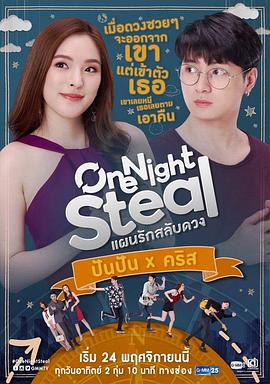 เมื่อดวงซวยๆ
จะออกจาก
เขา
แต่เข้าตัว
เธอ
เขาเลยหนี
เธอเลยตาม
เอาคืน
One Night
Steal
แผนรักสลับดวง
ปันปัน x คริส
#OneNightSteal
GMMTV
เริ่ม 24 พฤศจิกายนนี้
ทุกวันอาทิตย์ 2 ทุ่ม 10 นาที ทางช่อง
GMM 25